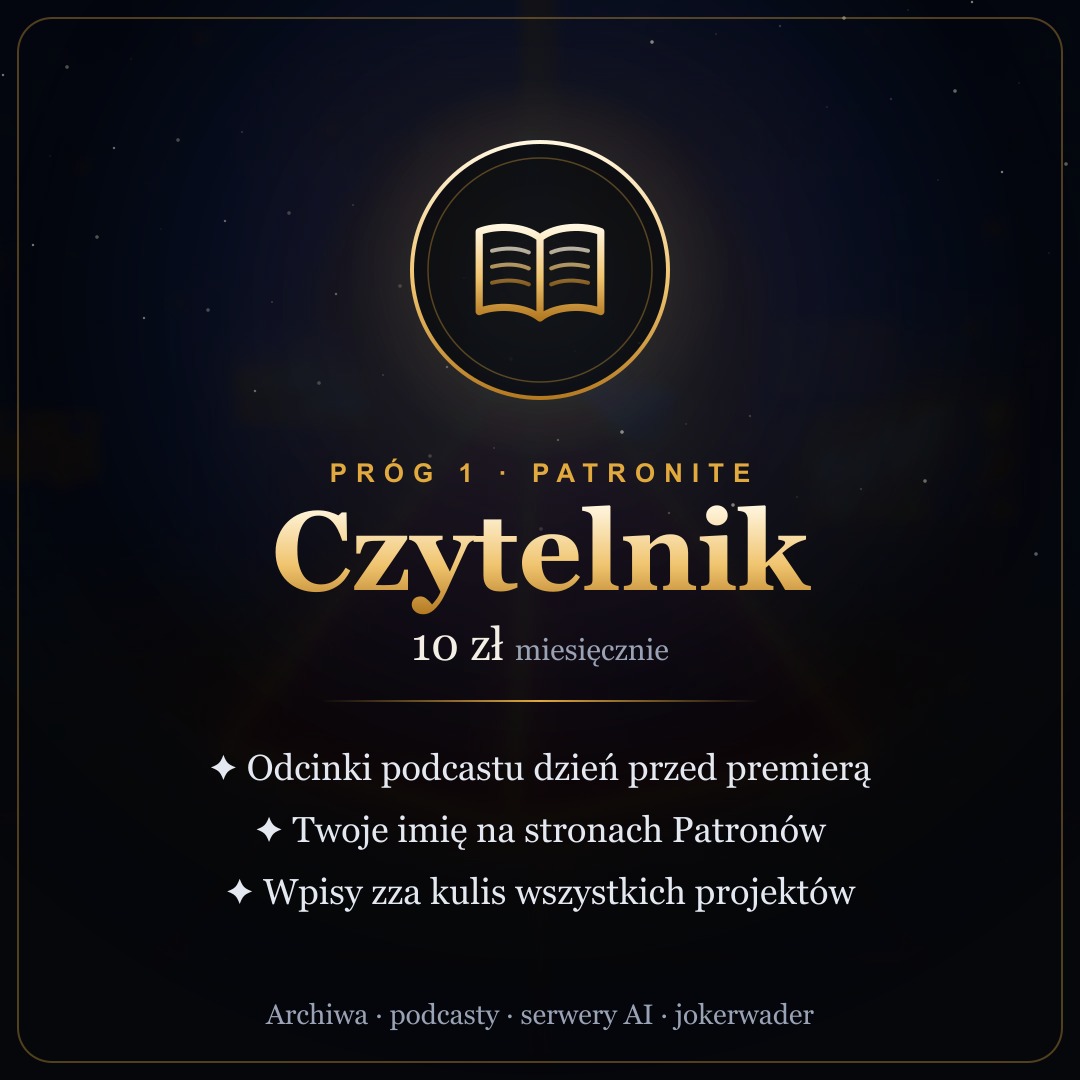 PRÓG 1 · PATRONITE
Czytelnik
10 zł miesięcznie
✦ Odcinki podcastu dzień przed premierą
✦ Twoje imię na stronach Patronów
✦ Wpisy zza kulis wszystkich projektów
Archiwa · podcasty · serwery AI · jokerwader